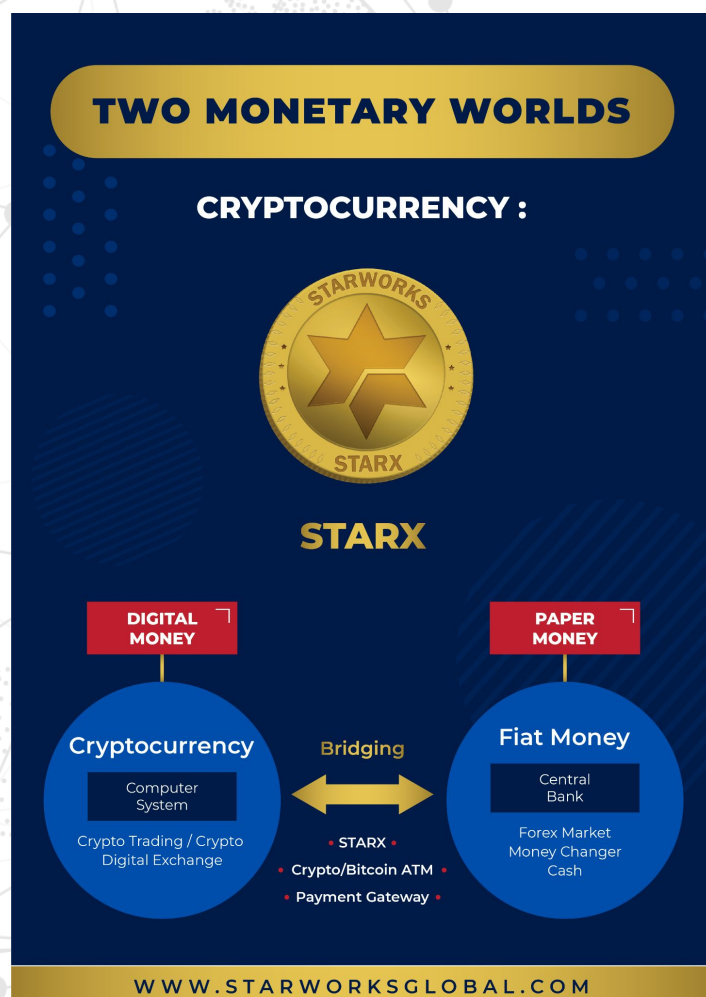 TWO MONETARY WORLDS
CRYPTOCURRENCY :
STARWORKS
STARX
STARX
DIGITAL
MONEY
PAPER
MONEY
Cryptocurrency
Computer
System
Crypto Trading / Crypto
Digital Exchange
Bridging
• STARX •
• Crypto/Bitcoin ATM •
• Payment Gateway •
Fiat Money
Central
Bank
Forex Market
Money Changer
Cash
WWW.STARWORKSGLOBAL.COM